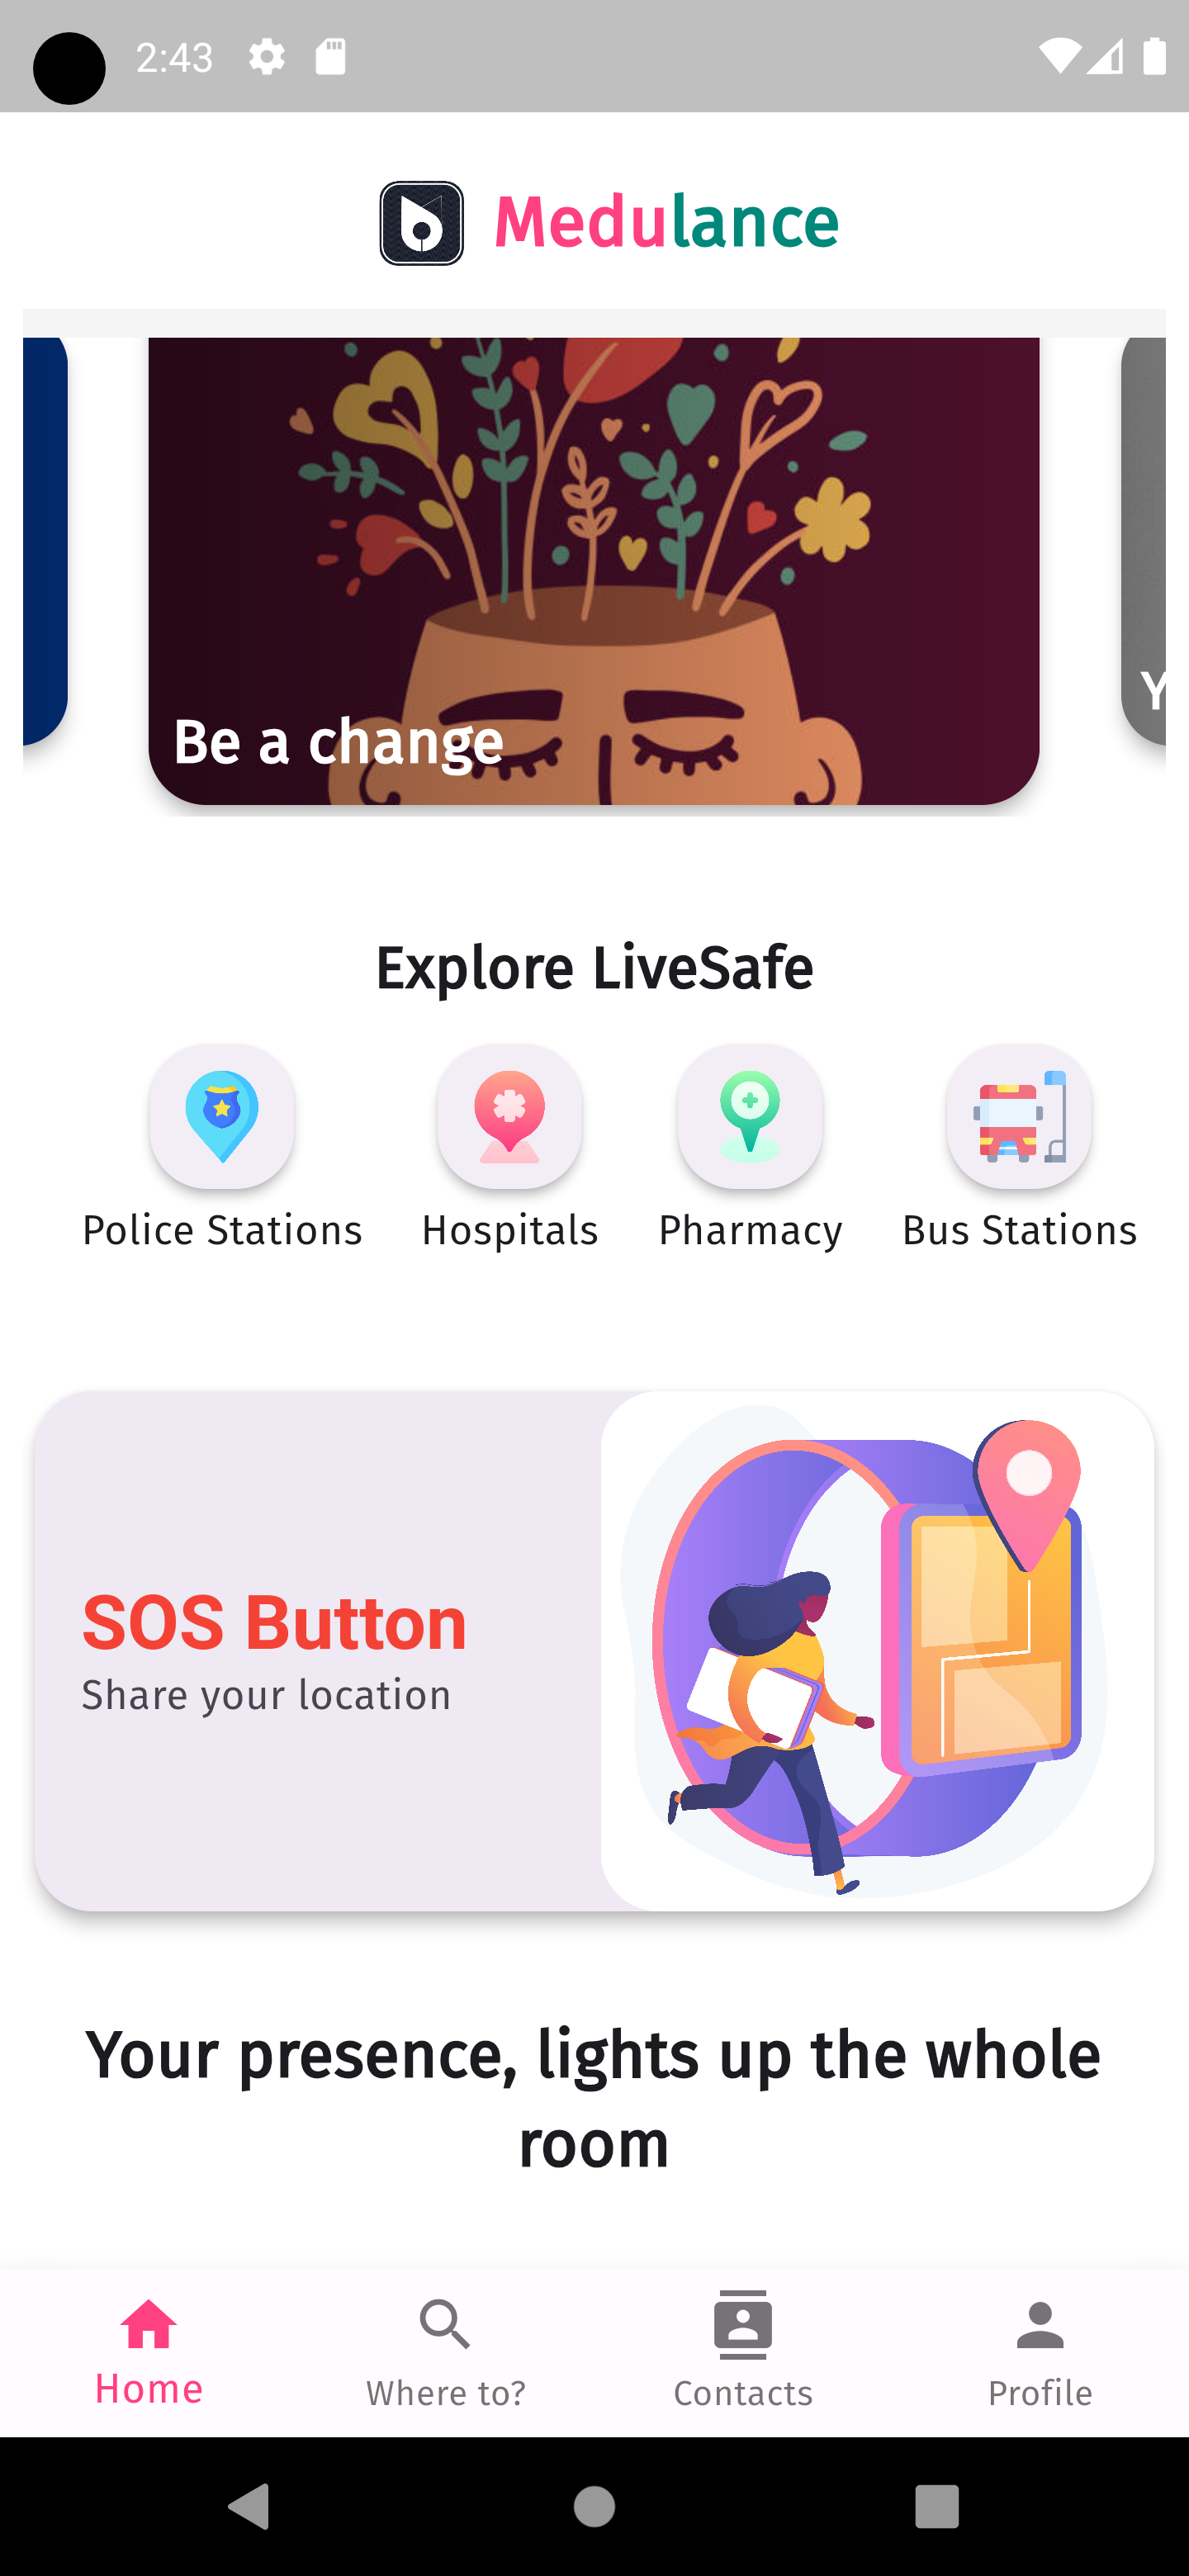 2:43
Medulance
Y
Be a change
Explore LiveSafe
Police Stations
Hospitals
Pharmacy
Bus Stations
SOS Button
Share your location
Your presence, lights up the whole
room
Home
Where to?
Contacts
Profile